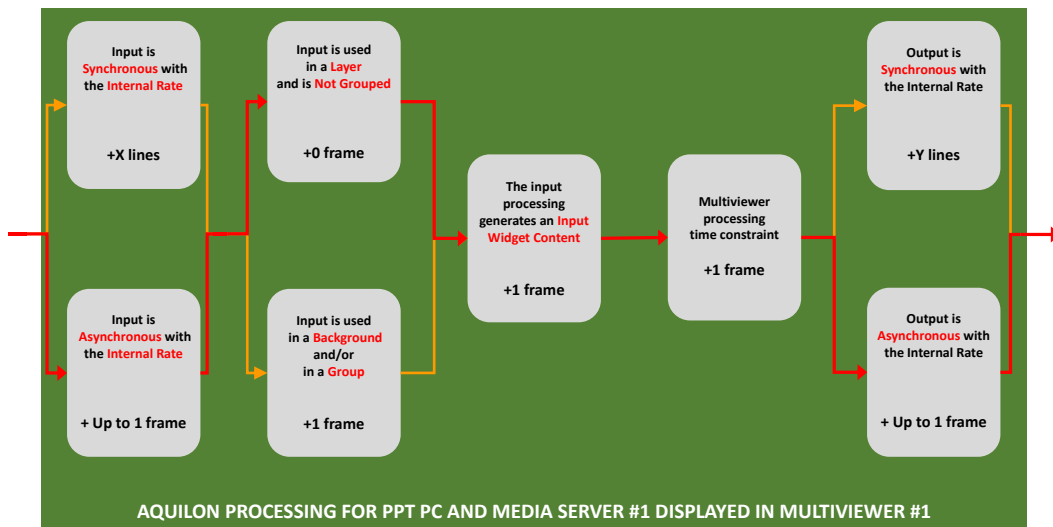 Input is
Synchronous with
the Internal Rate
+X lines
Input is
Asynchronous with
the Internal Rate
+ Up to 1 frame
Input is used
in a Layer
and is Not Grouped
+0 frame
Input is used
in a Background
and/or
in a Group
+1 frame
The input
processing
generates an Input
Widget Content
+1 frame
Multiviewer
processing
time constraint
+1 frame
Output is
Synchronous with
the Internal Rate
+Y lines
Output is
Asynchronous with
the Internal Rate
+ Up to 1 frame
AQUILON PROCESSING FOR PPT PC AND MEDIA SERVER #1 DISPLAYED IN MULTIVIEWER #1